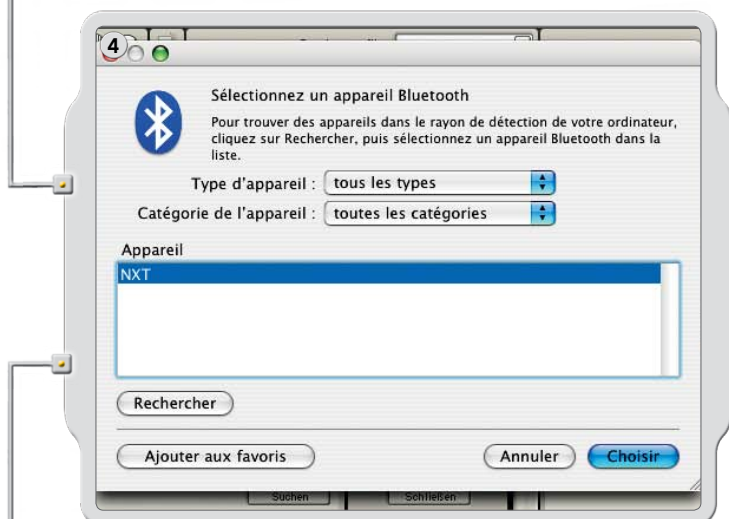 4
Sélectionnez un appareil Bluetooth
Pour trouver des appareils dans le rayon de détection de votre ordinateur,
cliquez sur Rechercher, puis sélectionnez un appareil Bluetooth dans la
liste.
Type d'appareil : tous les types
Catégorie de l'appareil : toutes les catégories
Appareil
NXT
Rechercher
Ajouter aux favoris Annuler Choisir
Suchen Schließen